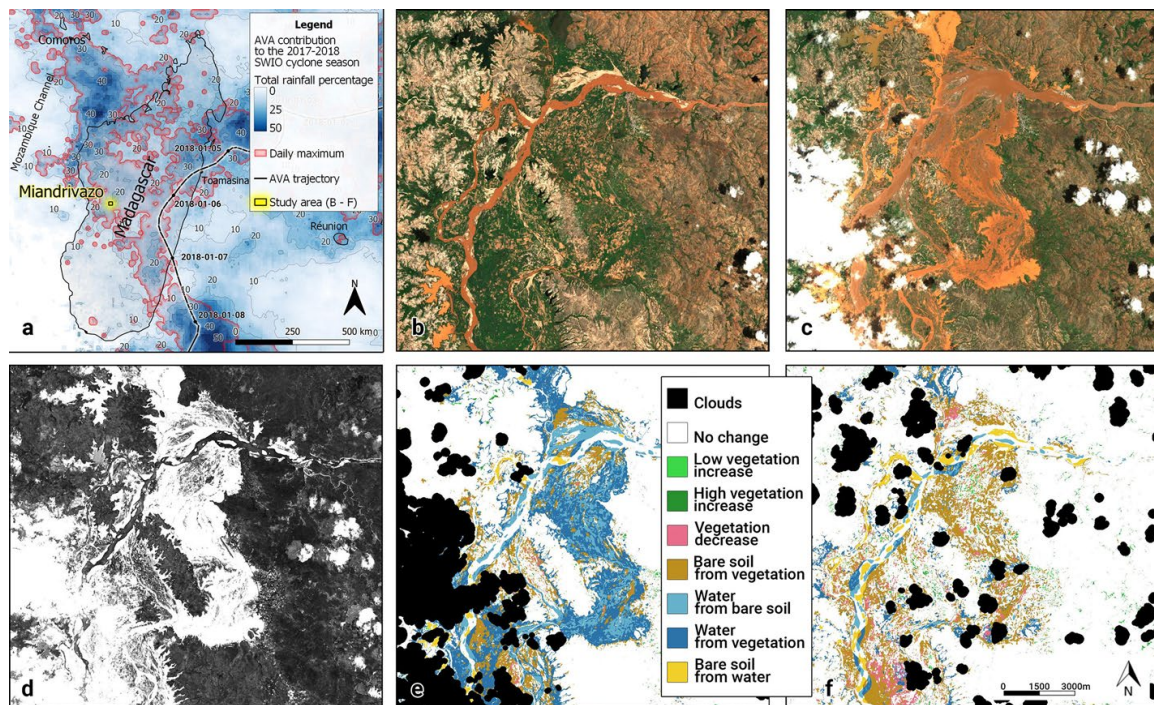 Legend
AVA contribution
to the 2017-2018
SWIO cyclone season
Total rainfall percentage
0
25
50
Daily maximum
AVA trajectory
Study area (B - F)
Comoros
Mozambique Channel
Madagascar
Miandrivazo
Toamasina
Réunion
2018-01-05
2018-01-06
2018-01-07
2018-01-08
N
0 250 500 km
a
b
c
d
e
Clouds
No change
Low vegetation
increase
High vegetation
increase
Vegetation
decrease
Bare soil
from vegetation
Water
from bare soil
Water
from vegetation
Bare soil
from water
f
0 1500 3000m
N